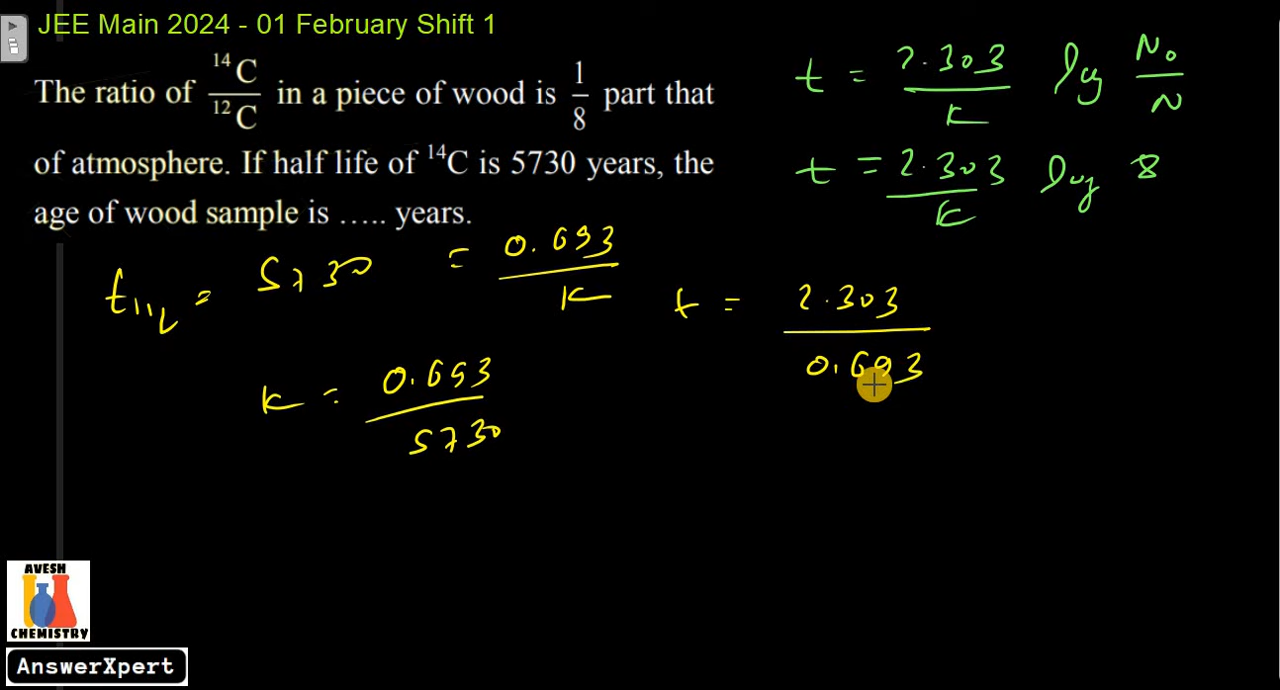 JEE Main 2024 - 01 February Shift 1
The ratio of ¹⁴C/¹²C in a piece of wood is 1/8 part that
of atmosphere. If half life of ¹⁴C is 5730 years, the
age of wood sample is ..... years.
t = 2.303/K log N₀/N
t = 2.303/K log 8
t₁/₂ = 5730 = 0.693/K
K = 0.693/5730
t = 2.303/0.693
AVESH
CHEMISTRY
AnswerXpert